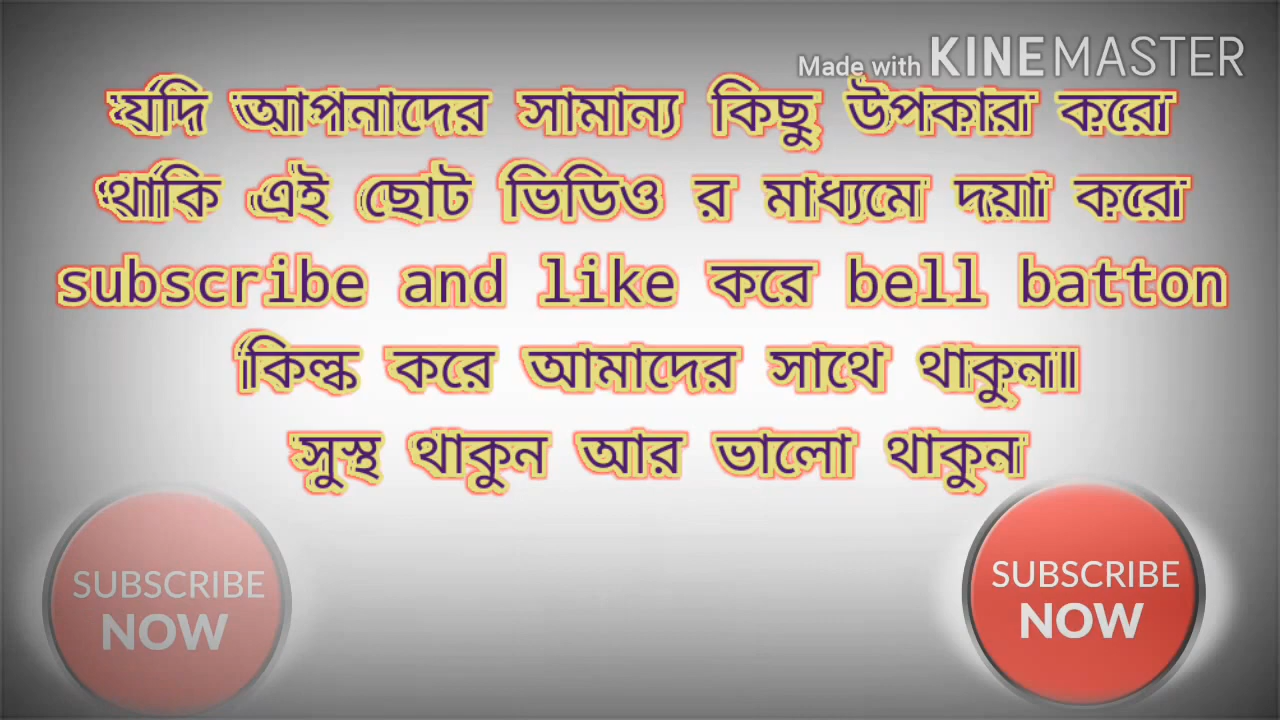 Made with KINEMASTER
যদি আপনাদের সামান্য কিছু উপকার করে
থাকি এই ছোট ভিডিও র মাধ্যমে দয়া করে
subscribe and like করে bell batton
কিল্ক করে আমাদের সাথে থাকুন॥
সুস্থ থাকুন আর ভালো থাকুন
SUBSCRIBE
NOW
SUBSCRIBE
NOW